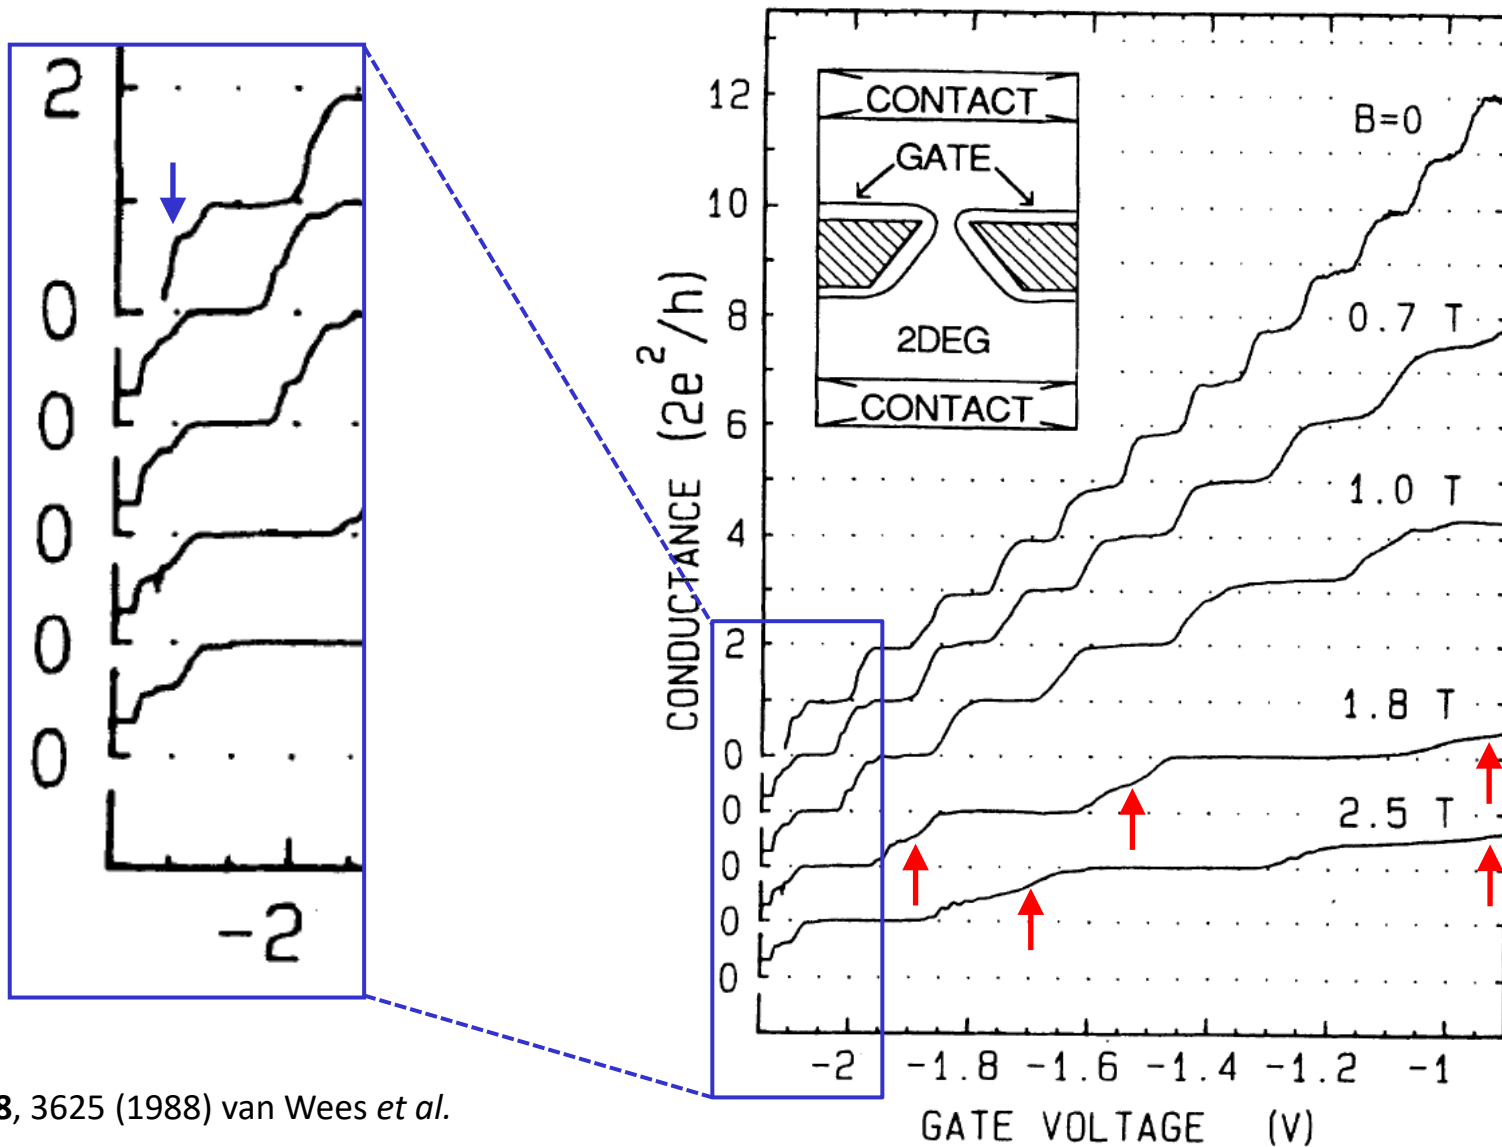 2
0
0
0
0
0
-2
CONDUCTANCE (2e²/h)
12
10
8
6
4
2
0
0
0
0
0
CONTACT
GATE
2DEG
CONTACT
B=0
0.7 T
1.0 T
1.8 T
2.5 T
-2 -1.8 -1.6 -1.4 -1.2 -1
GATE VOLTAGE (V)
8, 3625 (1988) van Wees et al.